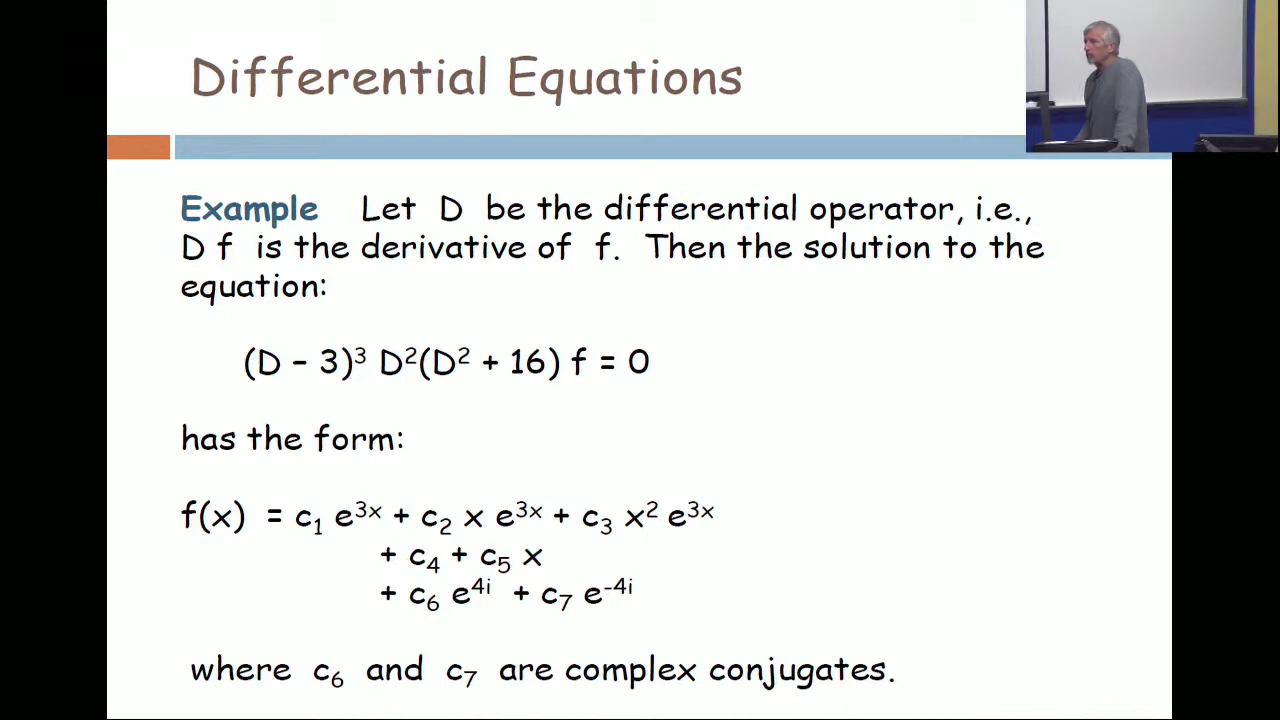 Differential Equations
Example Let D be the differential operator, i.e.,
D f is the derivative of f. Then the solution to the
equation:
(D – 3)³ D²(D² + 16) f = 0
has the form:
f(x) = c₁ e³ˣ + c₂ x e³ˣ + c₃ x² e³ˣ
+ c₄ + c₅ x
+ c₆ e⁴ⁱ + c₇ e⁻⁴ⁱ
where c₆ and c₇ are complex conjugates.